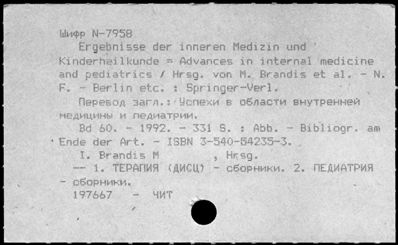 Шифр N-7958
Ergebnisse der inneren Medizin und
Kinderheilkunde = Advances in internal medicine
and pediatrics / Hrsg. von M. Brandis et al. - N.
F. - Berlin etc. : Springer-Verl.
Перевод загл.: Успехи в области внутренней
медицины и педиатрии.
Bd 60. - 1992. - 331 S. : Abb. - Bibliogr. am
Ende der Art. - ISBN 3-540-54235-3.
I. Brandis M , Hrsg.
-- 1. ТЕРАПИЯ (ДИСЦ) - сборники. 2. ПЕДИАТРИЯ
- сборники.
197667 - ЧИТ